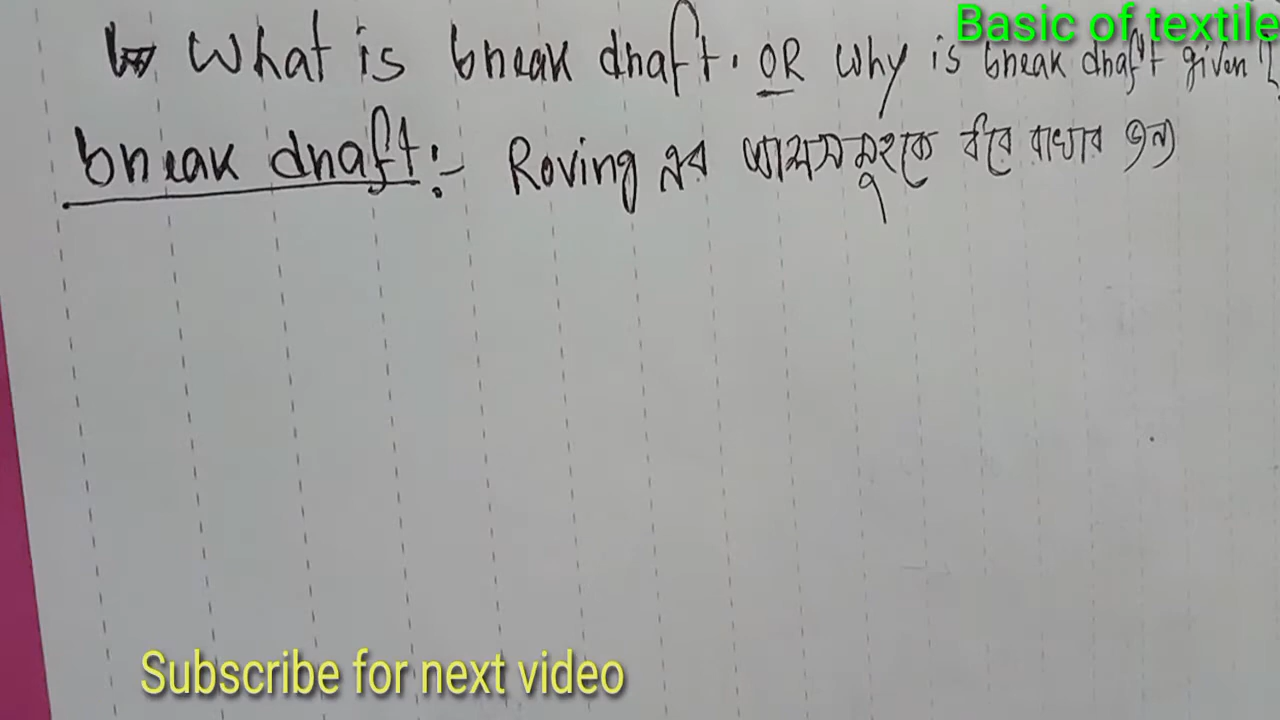 Basic of textile
What is break draft. OR why is break draft given?
break draft:- Roving এর আঁশসমূহকে ধরে রাখার জন্য
Subscribe for next video